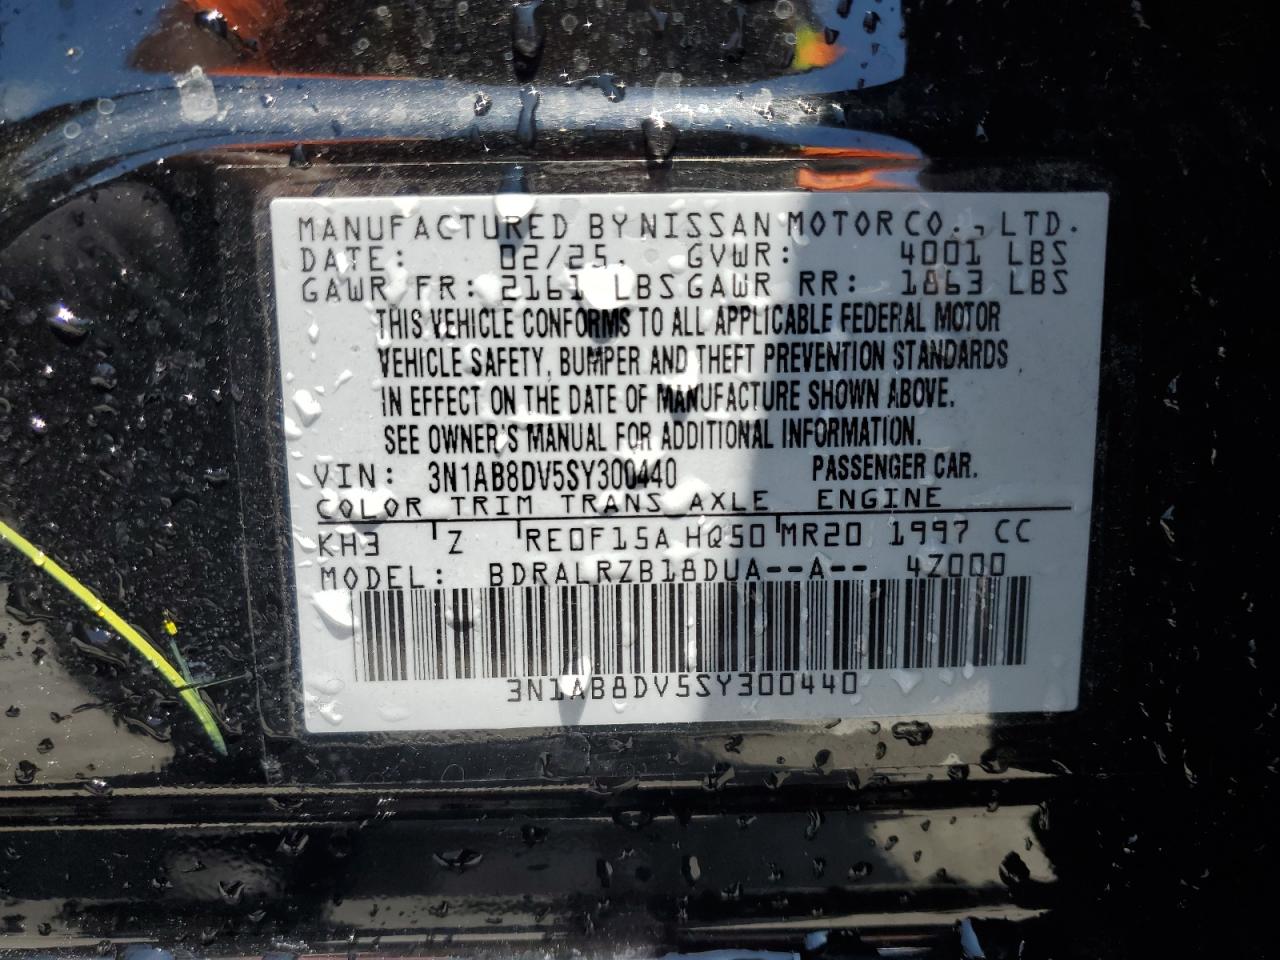 MANUFACTURED BY NISSAN MOTOR CO., LTD.
DATE: 02/25. GVWR: 4001 LBS
GAWR FR: 2161 LBS GAWR RR: 1863 LBS
THIS VEHICLE CONFORMS TO ALL APPLICABLE FEDERAL MOTOR
VEHICLE SAFETY, BUMPER AND THEFT PREVENTION STANDARDS
IN EFFECT ON THE DATE OF MANUFACTURE SHOWN ABOVE.
SEE OWNER'S MANUAL FOR ADDITIONAL INFORMATION.
VIN: 3N1AB8DV5SY300440 PASSENGER CAR.
COLOR TRIM TRANS AXLE ENGINE
KH3 Z RE0F15A HQ50 MR20 1997 CC
MODEL: BDRALRZB18DUA--A-- 4Z000
3N1AB8DV5SY300440